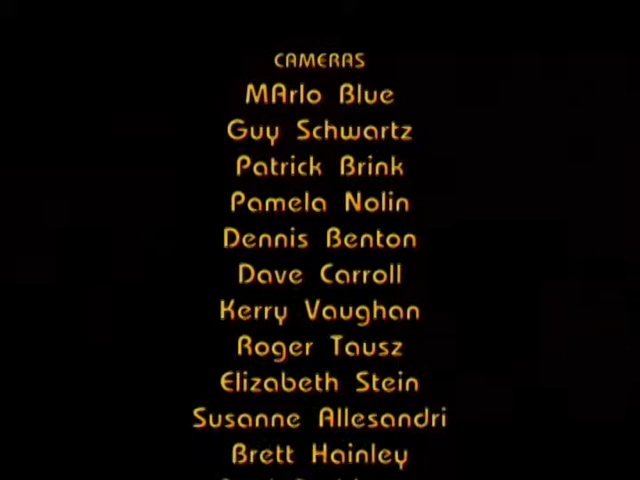 CAMERAS
MArlo Blue
Guy Schwartz
Patrick Brink
Pamela Nolin
Dennis Benton
Dave Carroll
Kerry Vaughan
Roger Tausz
Elizabeth Stein
Susanne Allesandri
Brett Hainley